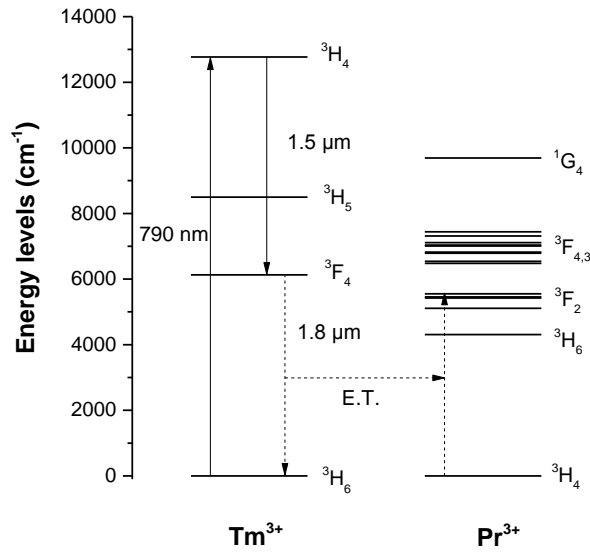 Energy levels (cm⁻¹)
14000
12000
10000
8000
6000
4000
2000
0
³H₄
1.5 μm
³H₅
790 nm
³F₄
1.8 μm
E.T.
³H₆
Tm³⁺
¹G₄
³F₄,₃
³F₂
³H₆
³H₄
Pr³⁺